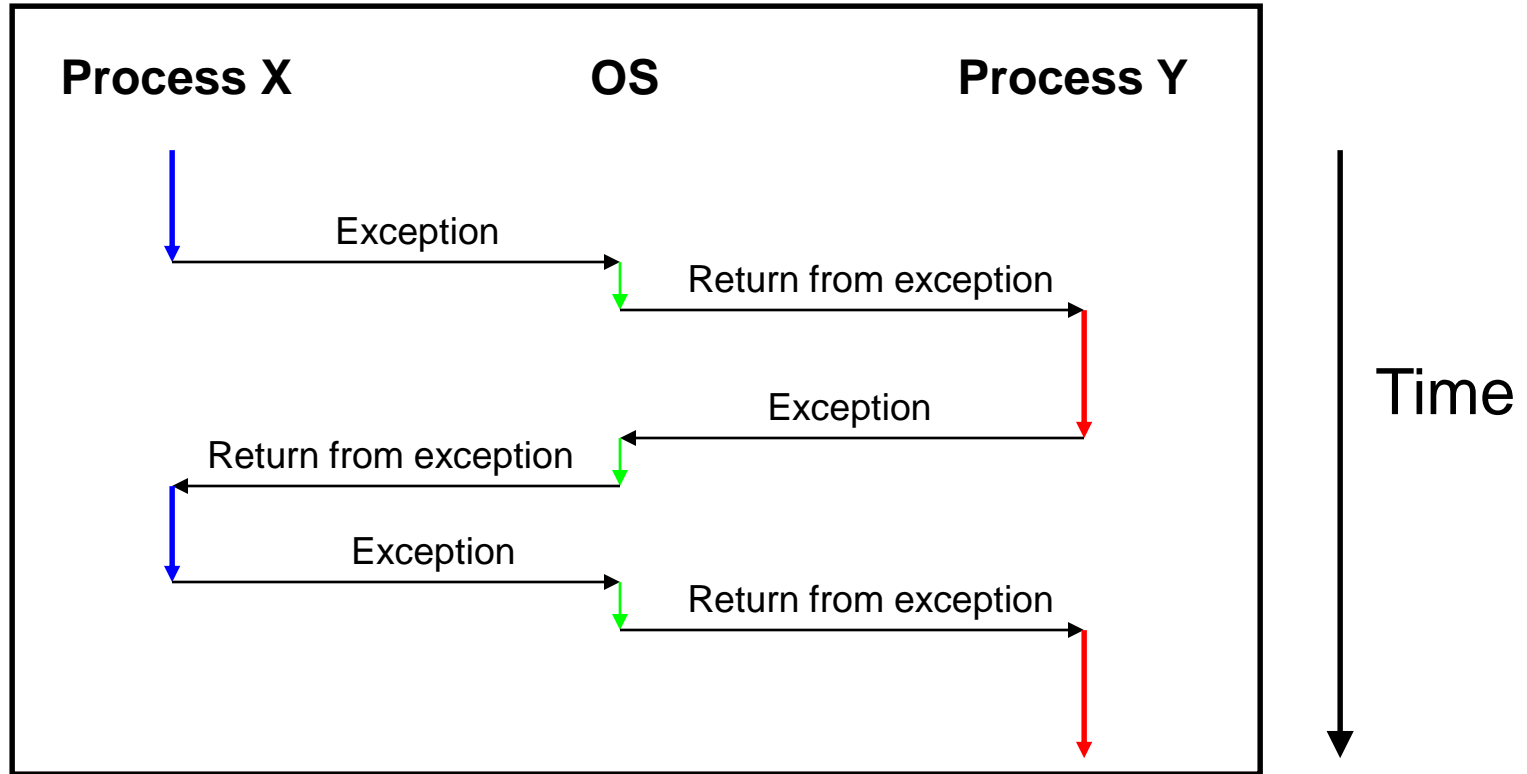 Process X OS Process Y
Exception
Return from exception
Time
Exception
Return from exception
Exception
Return from exception